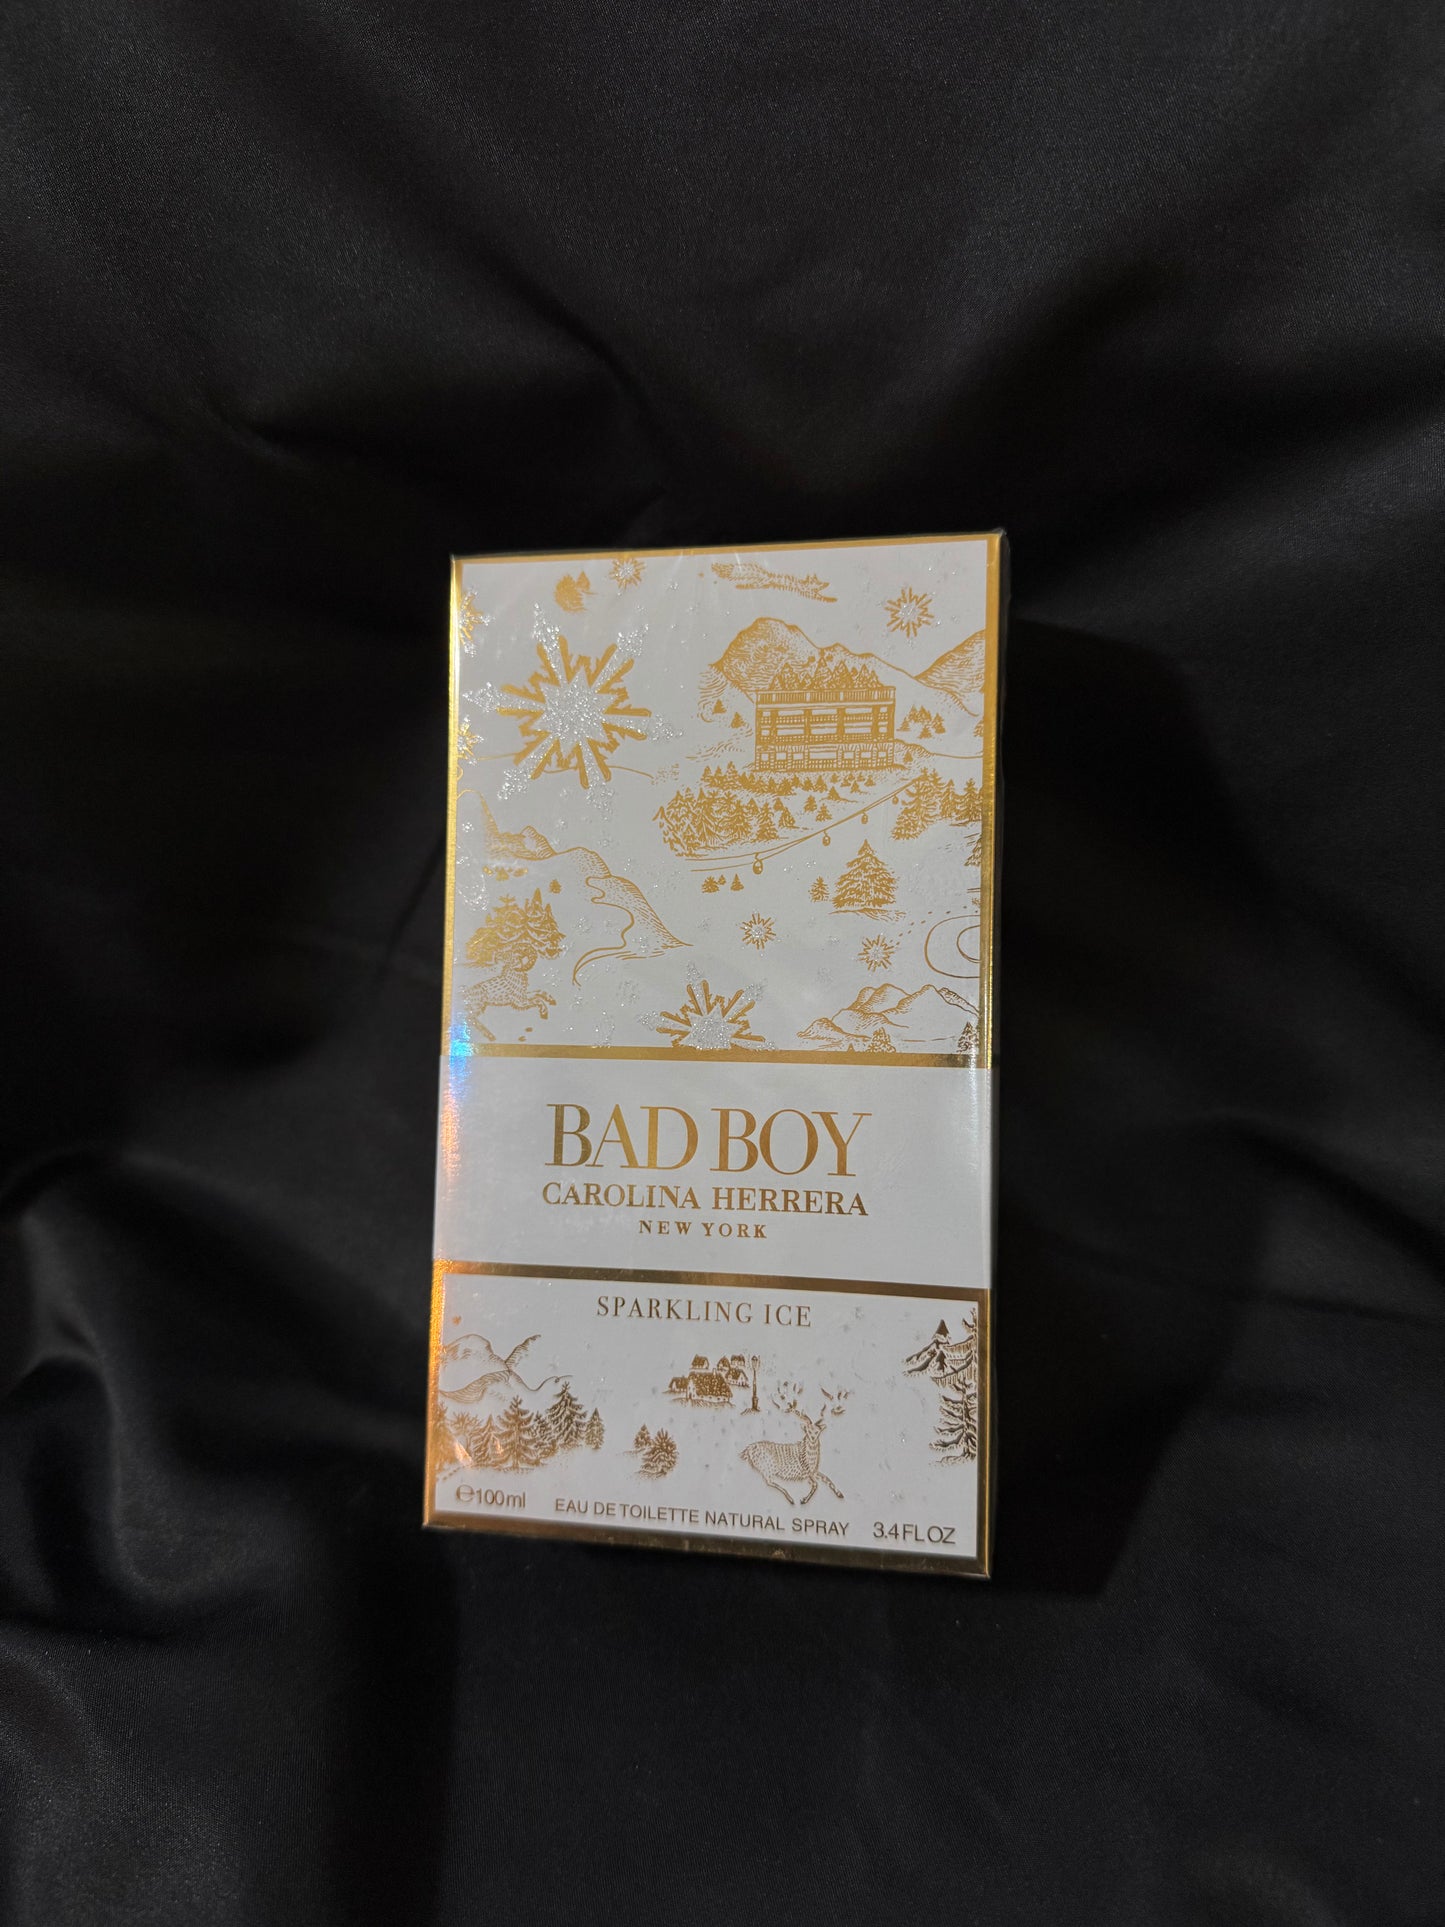 BAD BOY
CAROLINA HERRERA
NEW YORK
SPARKLING ICE
℮100ml EAU DE TOILETTE NATURAL SPRAY 3.4 FL OZ